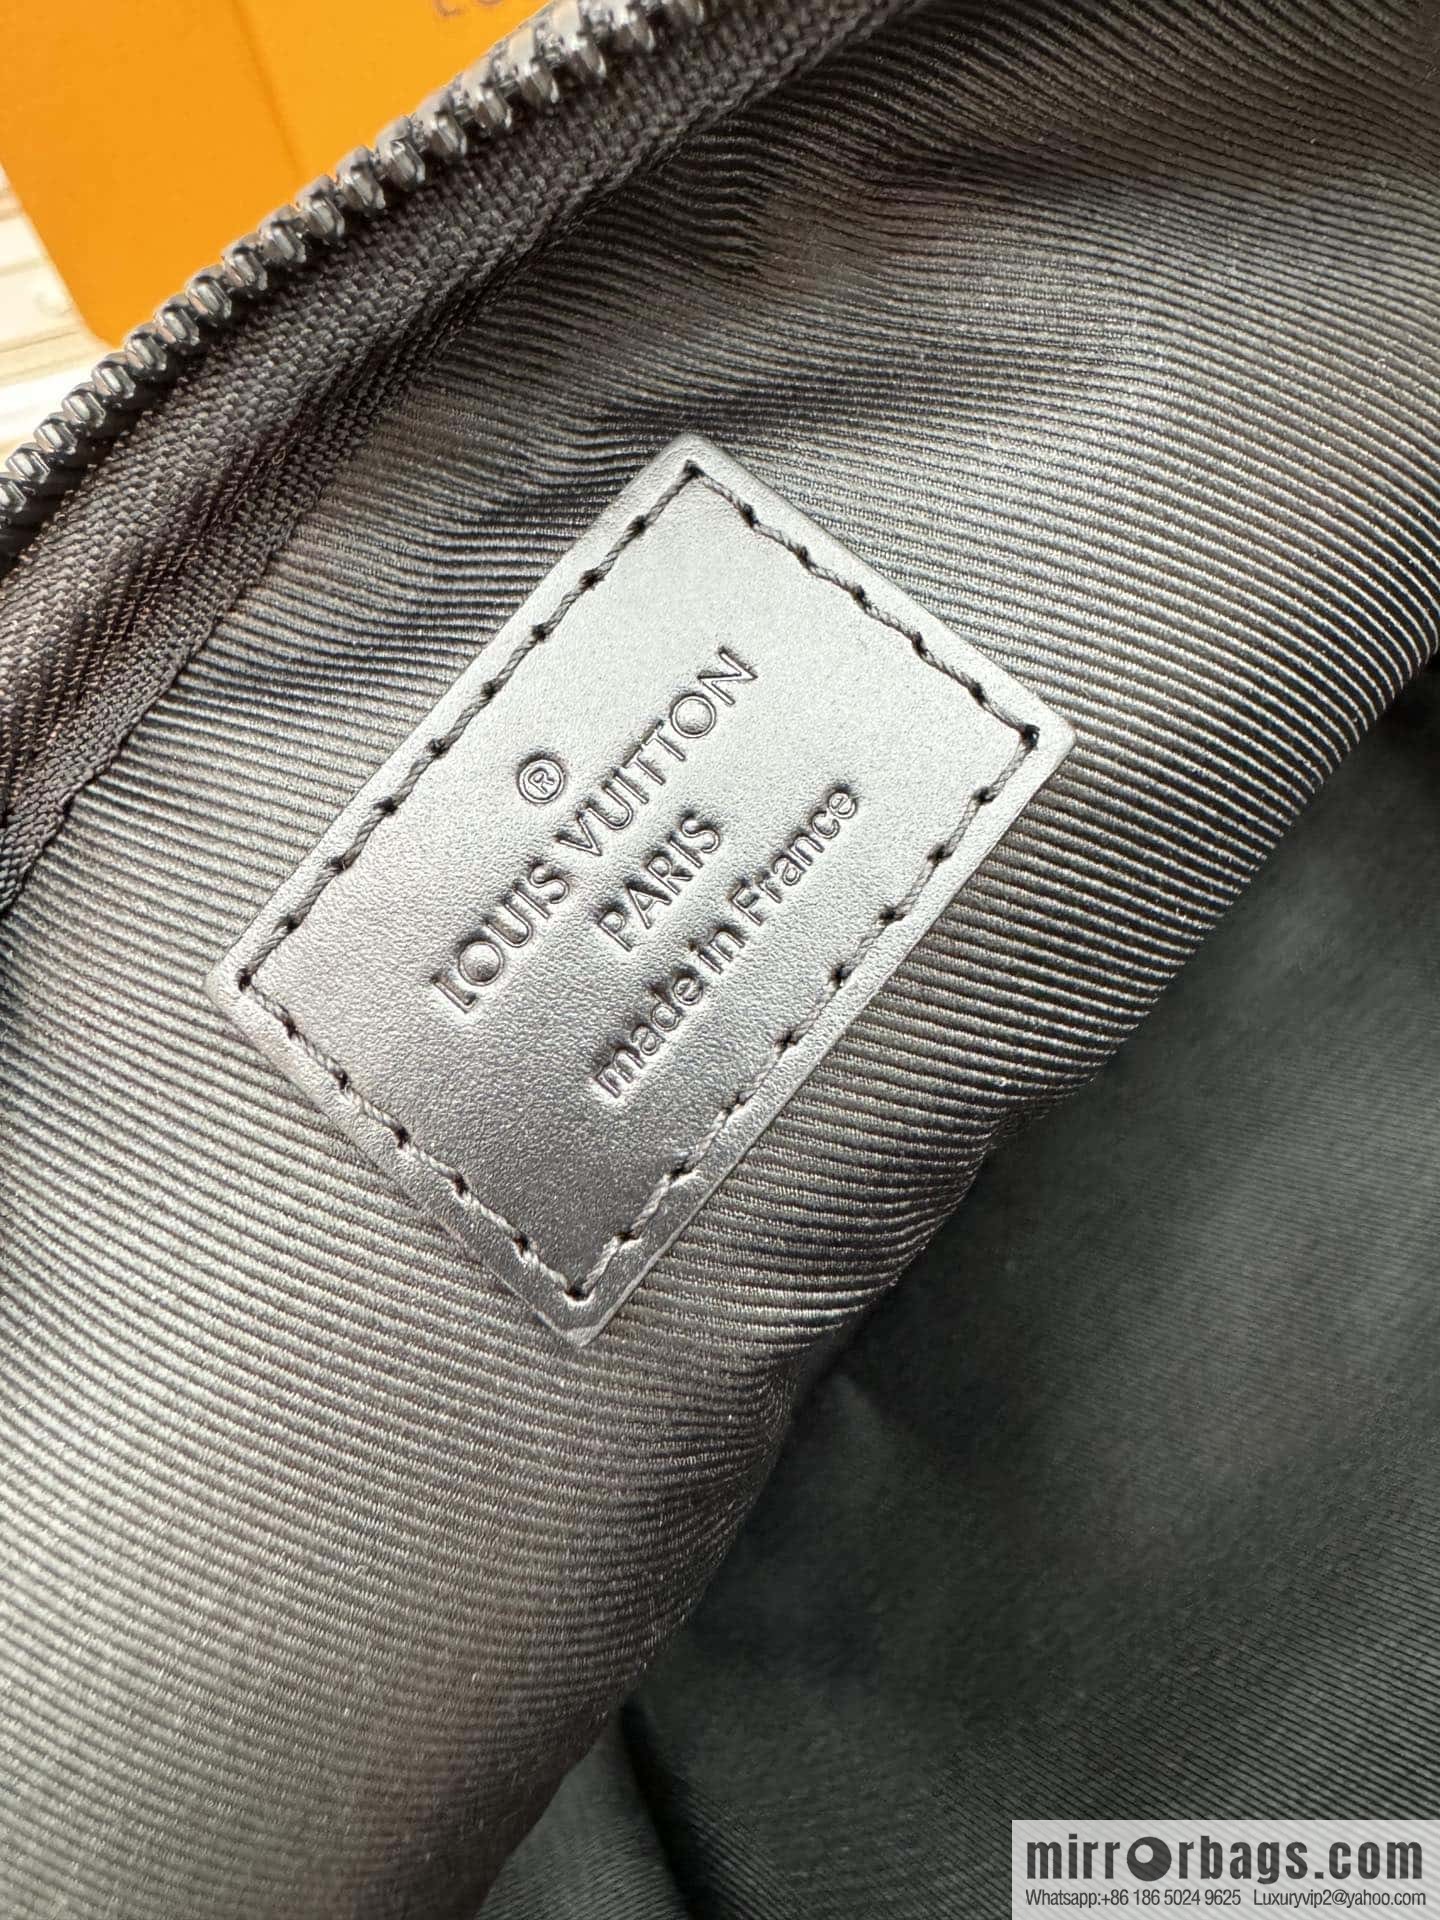 ®
LOUIS VUITTON
PARIS
made in France
mirrorbags.com
Whatsapp:+86 186 5024 9625 Luxuryvip2@yahoo.com